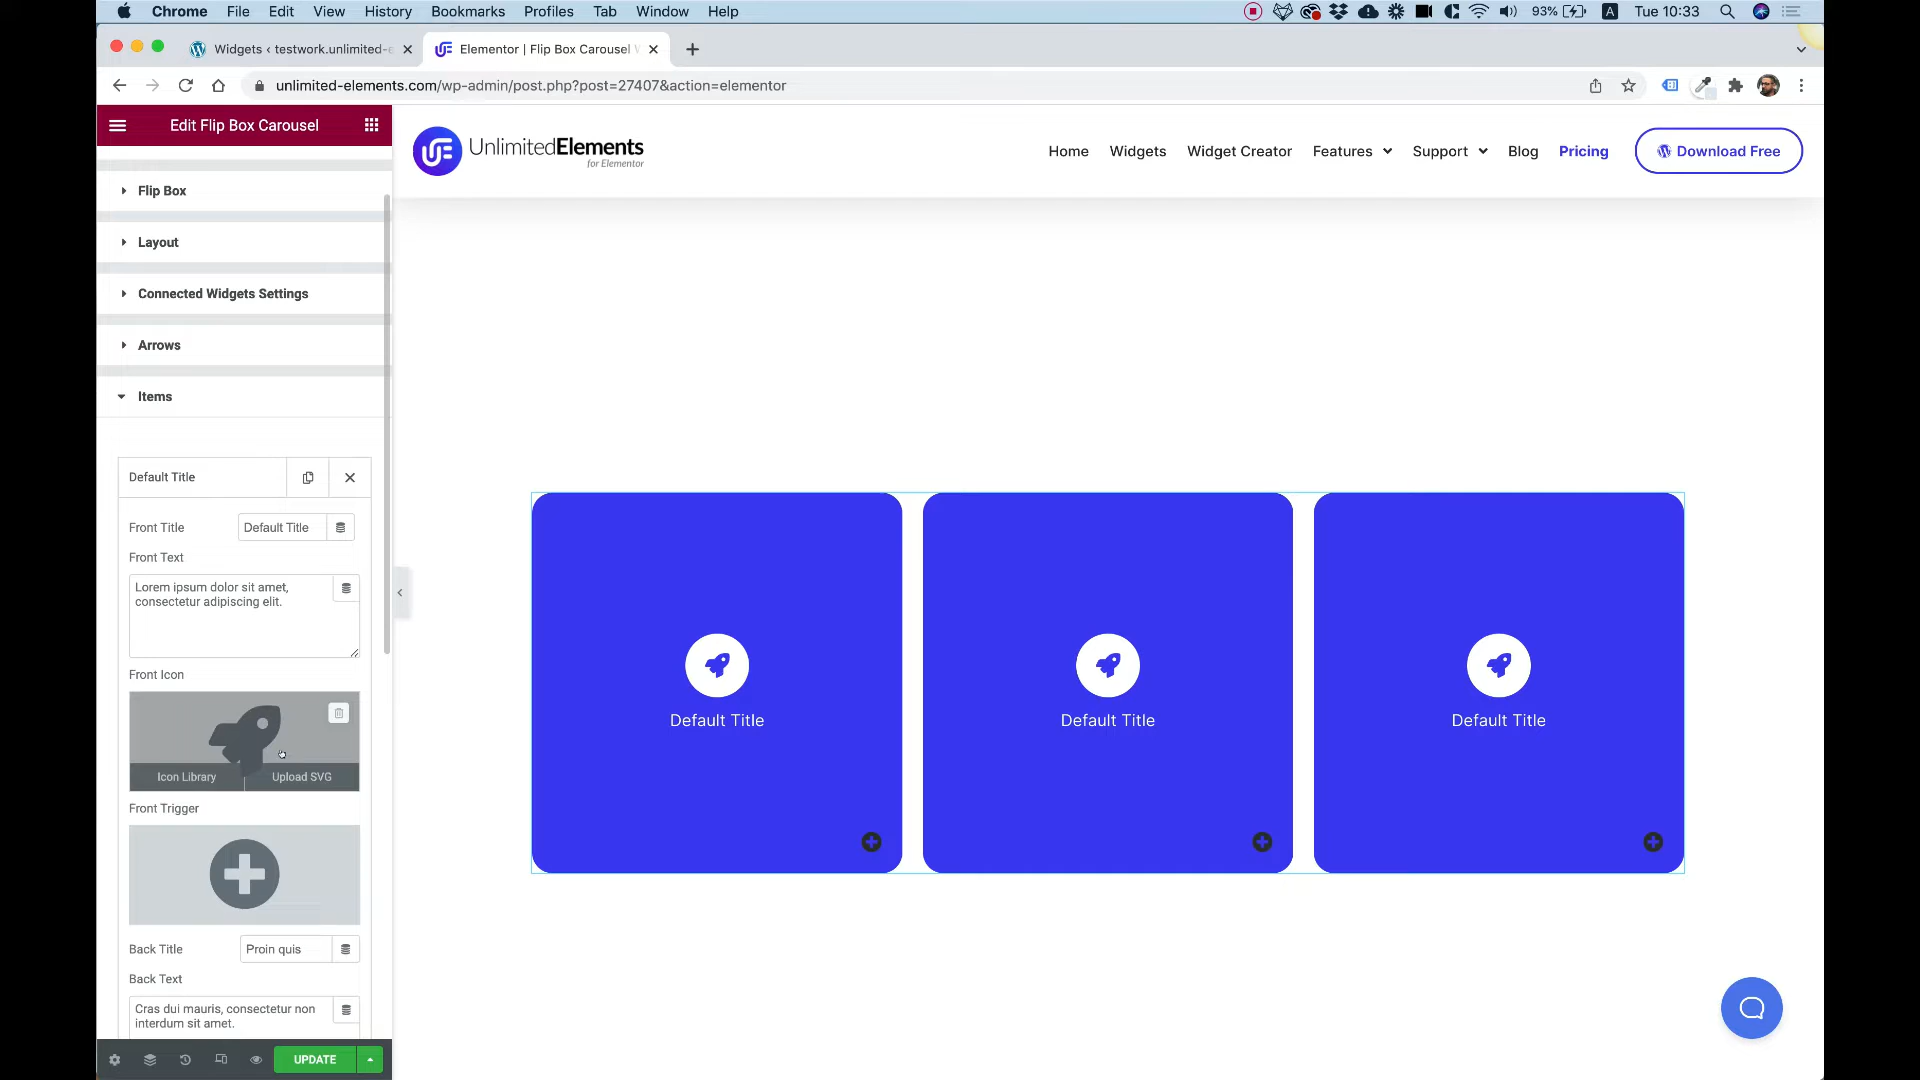 Chrome File Edit View History Bookmarks Profiles Tab Window Help
93% A Tue 10:33
Widgets ‹ testwork.unlimited-e
Elementor | Flip Box Carousel
unlimited-elements.com/wp-admin/post.php?post=27407&action=elementor
Edit Flip Box Carousel
Flip Box
Layout
Connected Widgets Settings
Arrows
Items
Default Title
Front Title
Default Title
Front Text
Lorem ipsum dolor sit amet,
consectetur adipiscing elit.
Front Icon
Icon Library
Upload SVG
Front Trigger
Back Title
Proin quis
Back Text
Cras dui mauris, consectetur non
interdum sit amet.
UPDATE
UnlimitedElements
for Elementor
Home Widgets Widget Creator Features Support Blog Pricing Download Free
Default Title
Default Title
Default Title